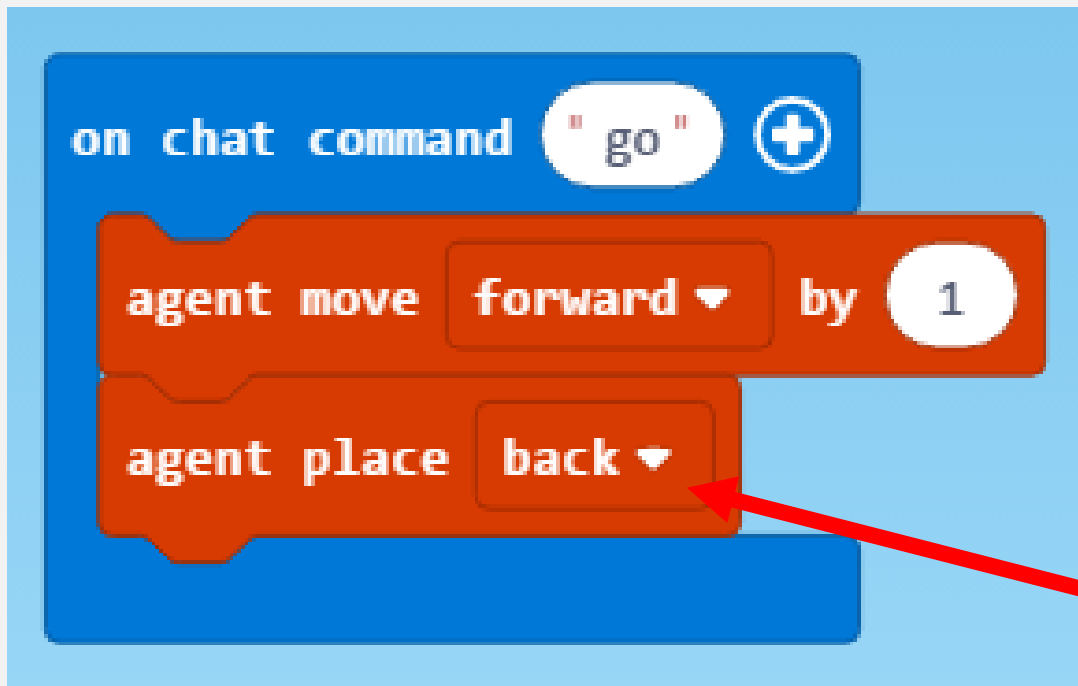 on chat command "go"
agent move forward by 1
agent place back